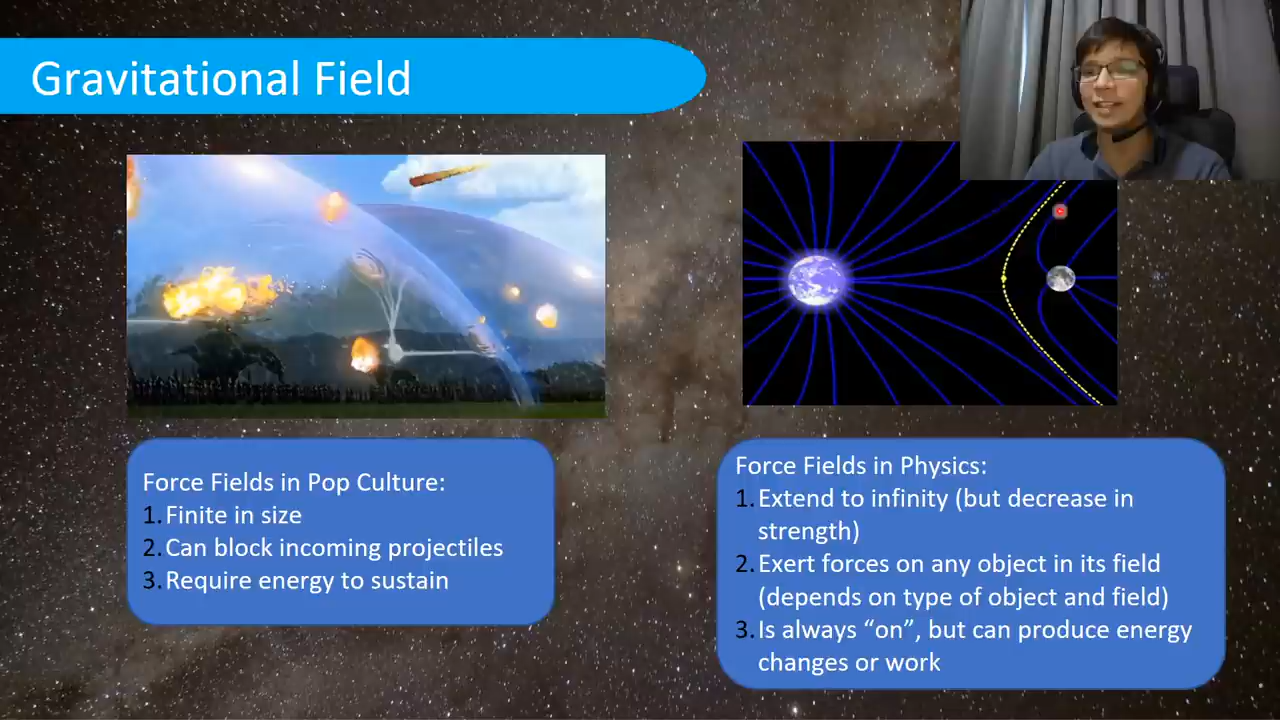 Gravitational Field
Force Fields in Pop Culture:
1. Finite in size
2. Can block incoming projectiles
3. Require energy to sustain
Force Fields in Physics:
1. Extend to infinity (but decrease in
strength)
2. Exert forces on any object in its field
(depends on type of object and field)
3. Is always “on”, but can produce energy
changes or work